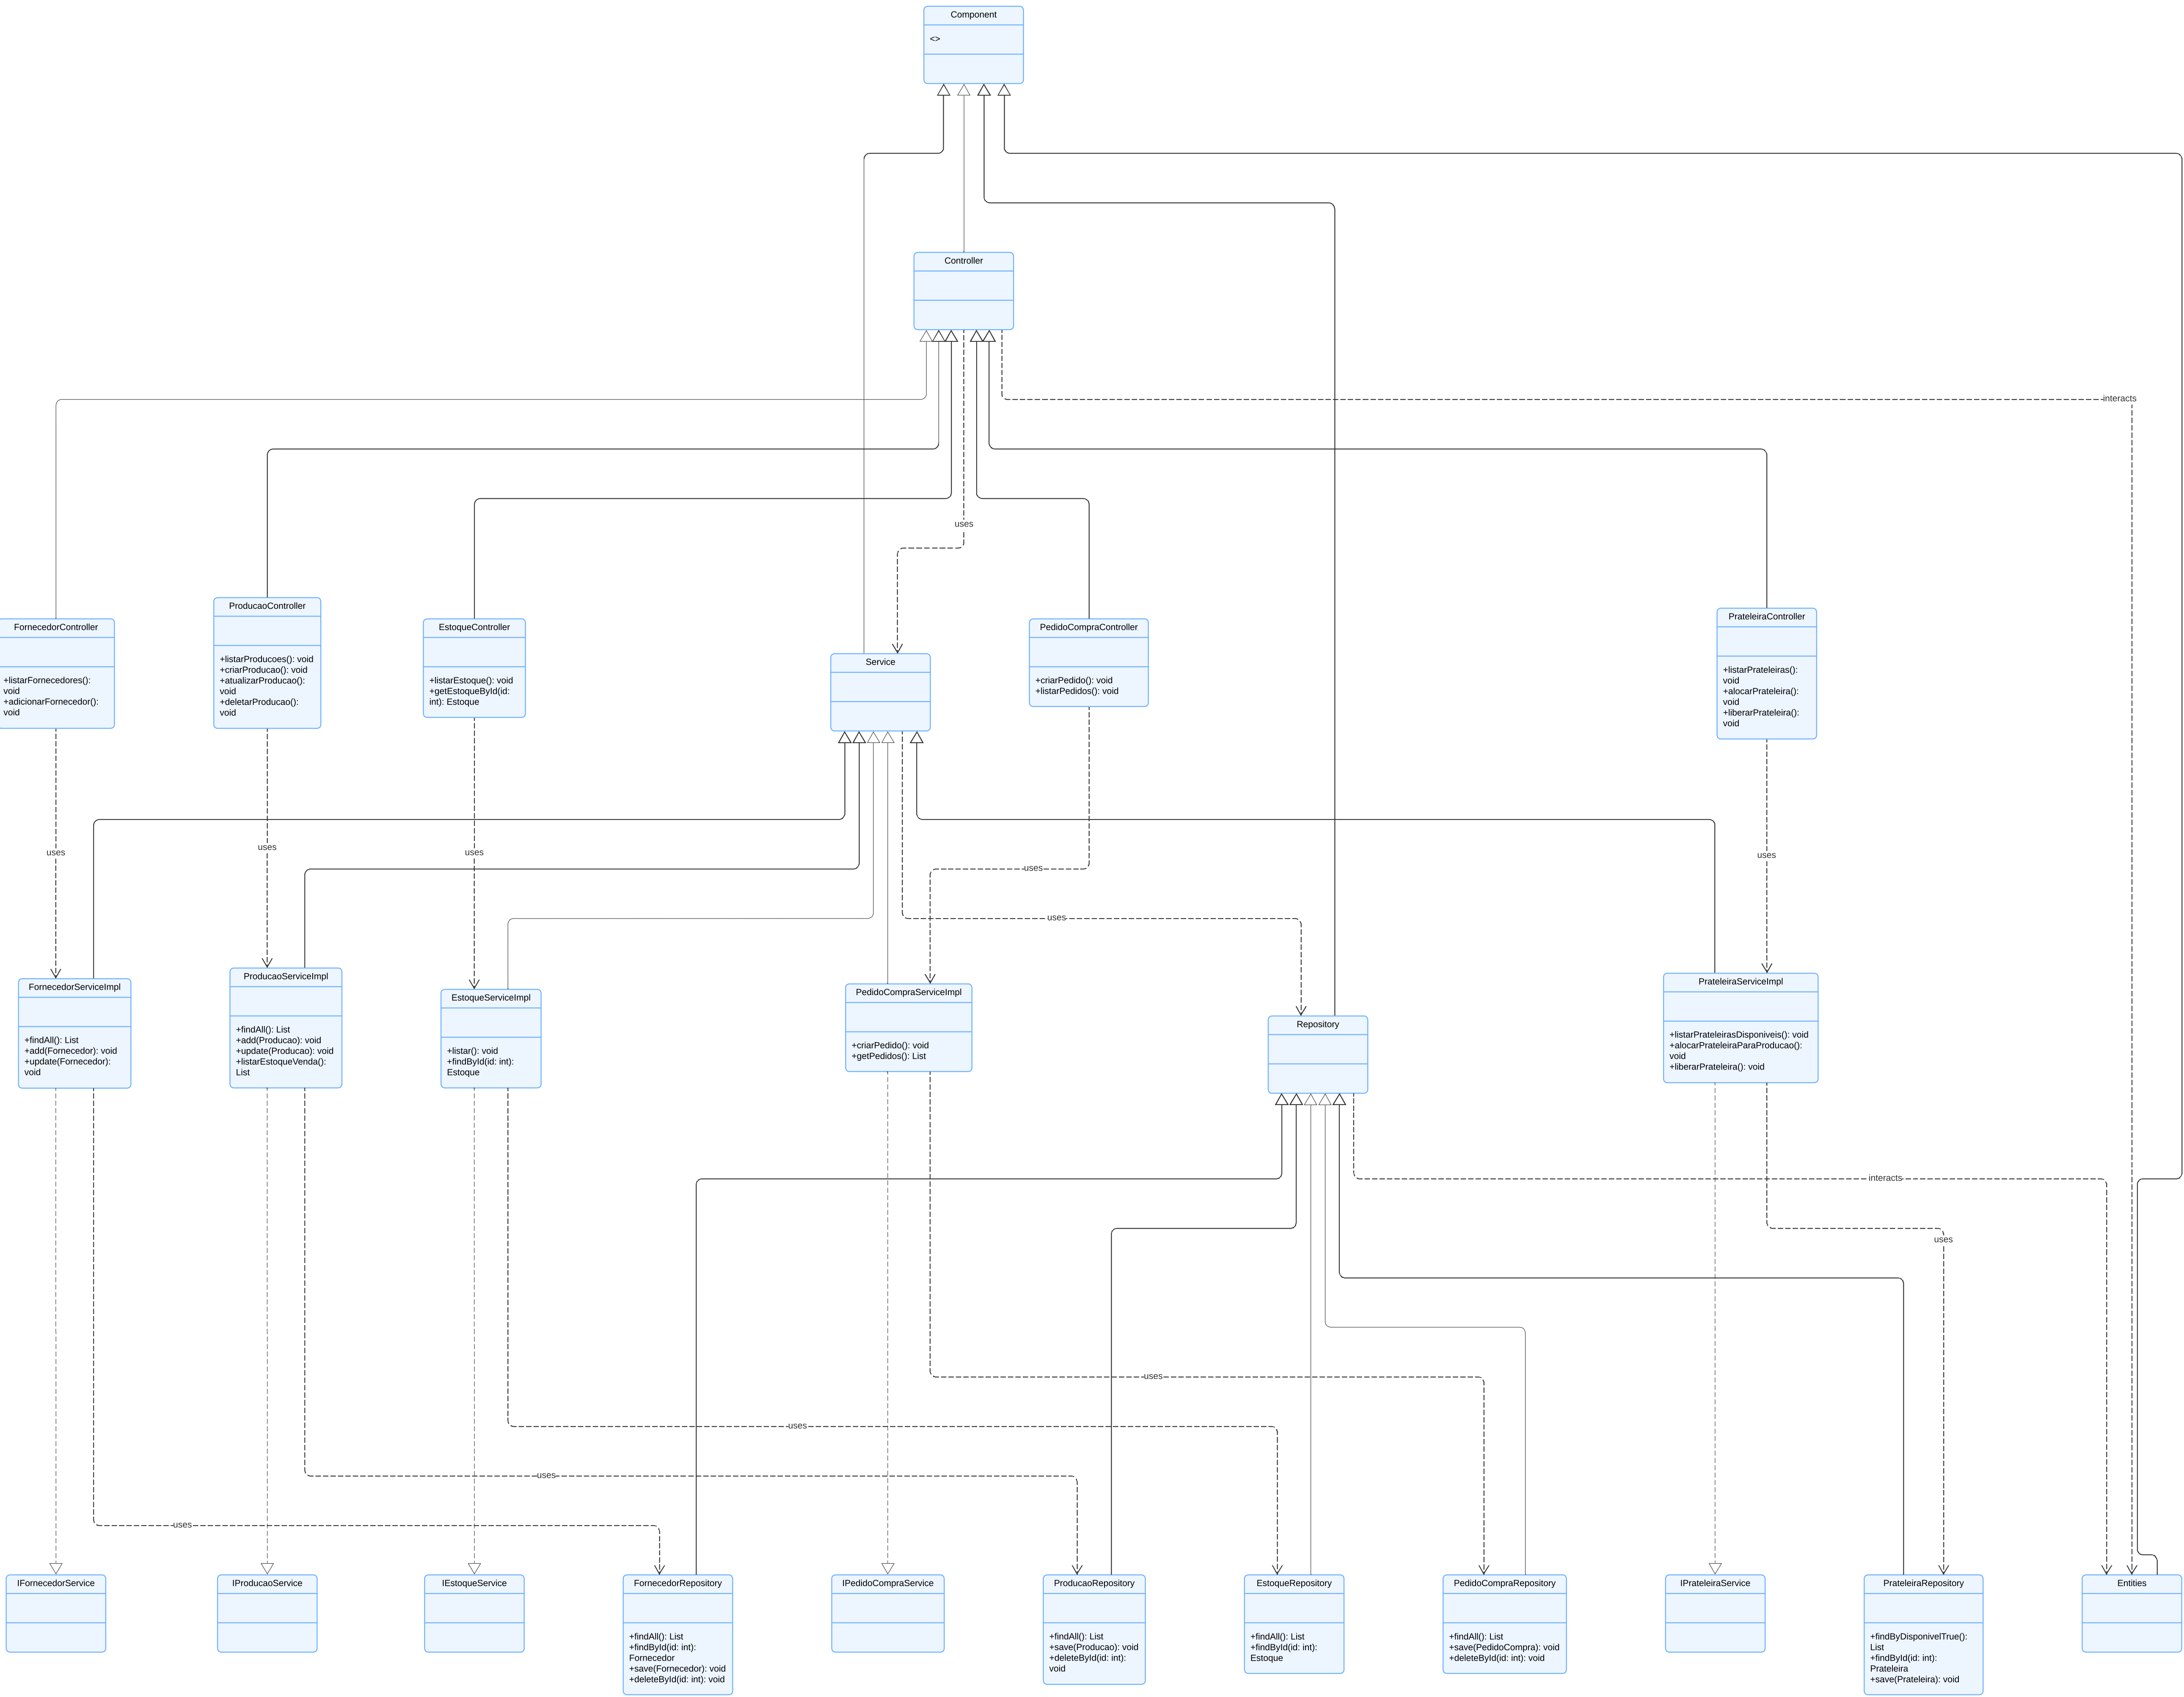 Component
<>
Controller
interacts
uses
FornecedorController
+listarFornecedores():
void
+adicionarFornecedor():
void
ProducaoController
+listarProducoes(): void
+criarProducao(): void
+atualizarProducao():
void
+deletarProducao():
void
EstoqueController
+listarEstoque(): void
+getEstoqueById(id:
int): Estoque
Service
PedidoCompraController
+criarPedido(): void
+listarPedidos(): void
PrateleiraController
+listarPrateleiras():
void
+alocarPrateleira():
void
+liberarPrateleira():
void
uses
uses
uses
uses
uses
uses
FornecedorServiceImpl
+findAll(): List
+add(Fornecedor): void
+update(Fornecedor):
void
ProducaoServiceImpl
+findAll(): List
+add(Producao): void
+update(Producao): void
+listarEstoqueVenda():
List
EstoqueServiceImpl
+listar(): void
+findById(id: int):
Estoque
PedidoCompraServiceImpl
+criarPedido(): void
+getPedidos(): List
Repository
PrateleiraServiceImpl
+listarPrateleirasDisponiveis(): void
+alocarPrateleiraParaProducao():
void
+liberarPrateleira(): void
interacts
uses
uses
uses
uses
uses
IFornecedorService
IProducaoService
IEstoqueService
FornecedorRepository
+findAll(): List
+findById(id: int):
Fornecedor
+save(Fornecedor): void
+deleteById(id: int): void
IPedidoCompraService
ProducaoRepository
+findAll(): List
+save(Producao): void
+deleteById(id: int):
void
EstoqueRepository
+findAll(): List
+findById(id: int):
Estoque
PedidoCompraRepository
+findAll(): List
+save(PedidoCompra): void
+deleteById(id: int): void
IPrateleiraService
PrateleiraRepository
+findByDisponivelTrue():
List
+findById(id: int):
Prateleira
+save(Prateleira): void
Entities